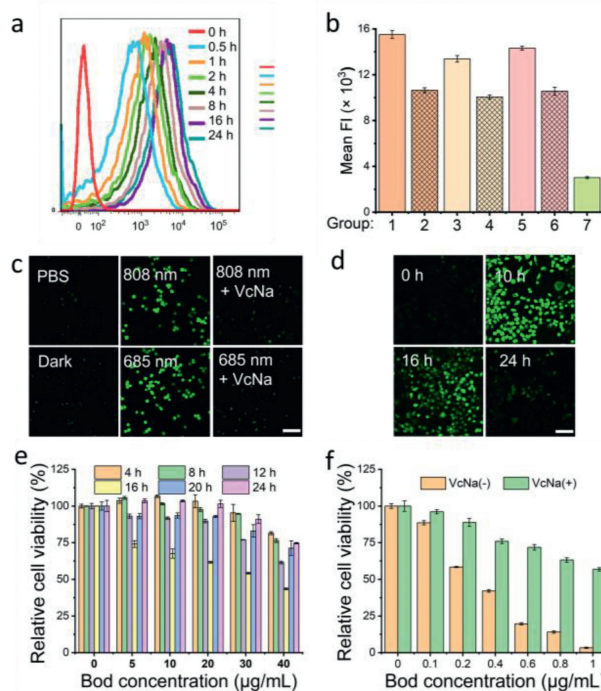 a
0 h
0.5 h
1 h
2 h
4 h
8 h
16 h
24 h
0 10² 10³ 10⁴ 10⁵
b
Mean FI (× 10³)
16
12
8
4
0
Group: 1 2 3 4 5 6 7
c
PBS
808 nm
808 nm
+ VcNa
Dark
685 nm
685 nm
+ VcNa
d
0 h
10 h
16 h
24 h
e
Relative cell viability (%)
125
100
75
50
25
0
4 h 8 h 12 h
16 h 20 h 24 h
0 5 10 20 30 40
Bod concentration (µg/mL)
f
Relative cell viability (%)
125
100
75
50
25
0
VcNa(-) VcNa(+)
0 0.1 0.2 0.4 0.6 0.8 1
Bod concentration (µg/mL)